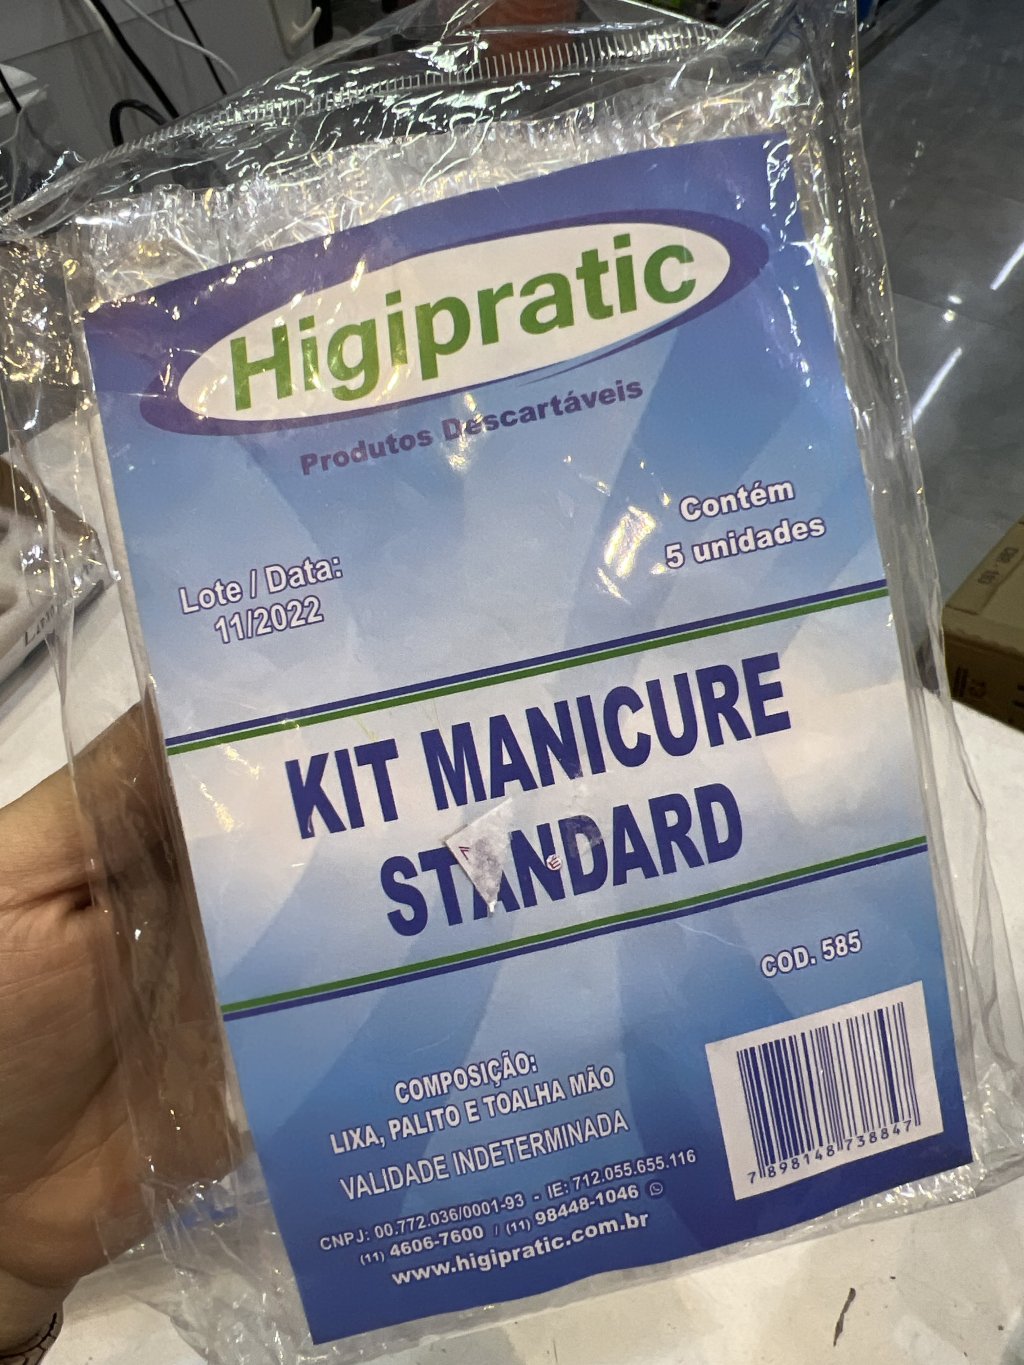 Higipratic
Produtos Descartáveis
Contém
5 unidades
Lote / Data:
11/2022
KIT MANICURE
STANDARD
COD. 585
COMPOSIÇÃO:
LIXA, PALITO E TOALHA MÃO
VALIDADE INDETERMINADA
CNPJ: 00.772.036/0001-93 - IE: 712.055.655.116
(11) 4606-7600 / (11) 98448-1046
www.higipratic.com.br
7 898148 738847